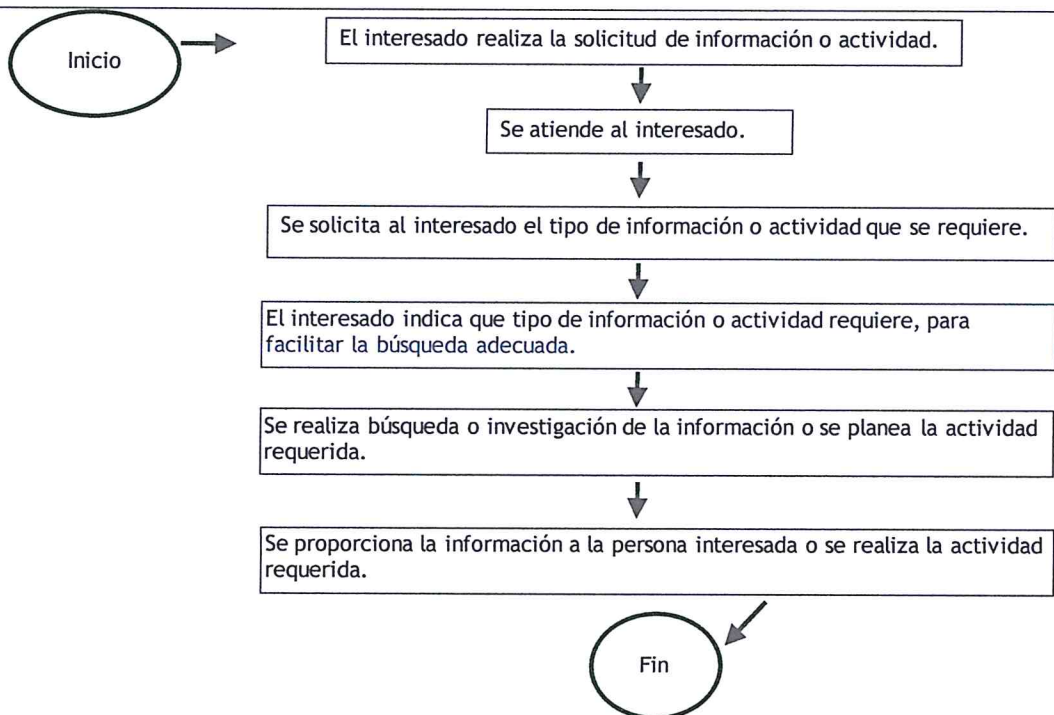 Inicio
El interesado realiza la solicitud de información o actividad.
Se atiende al interesado.
Se solicita al interesado el tipo de información o actividad que se requiere.
El interesado indica que tipo de información o actividad requiere, para
facilitar la búsqueda adecuada.
Se realiza búsqueda o investigación de la información o se planea la actividad
requerida.
Se proporciona la información a la persona interesada o se realiza la actividad
requerida.
Fin